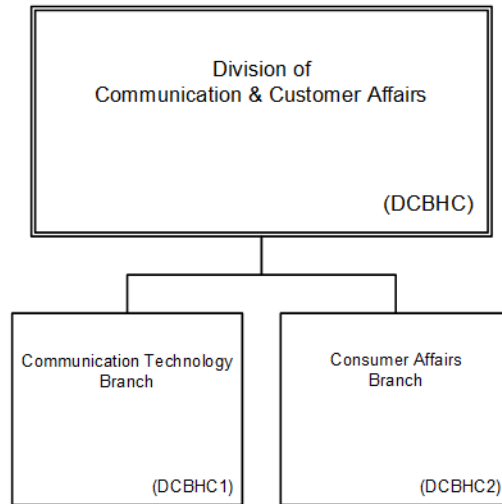 Division of
Communication & Customer Affairs
(DCBHC)
Communication Technology
Branch
(DCBHC1)
Consumer Affairs
Branch
(DCBHC2)